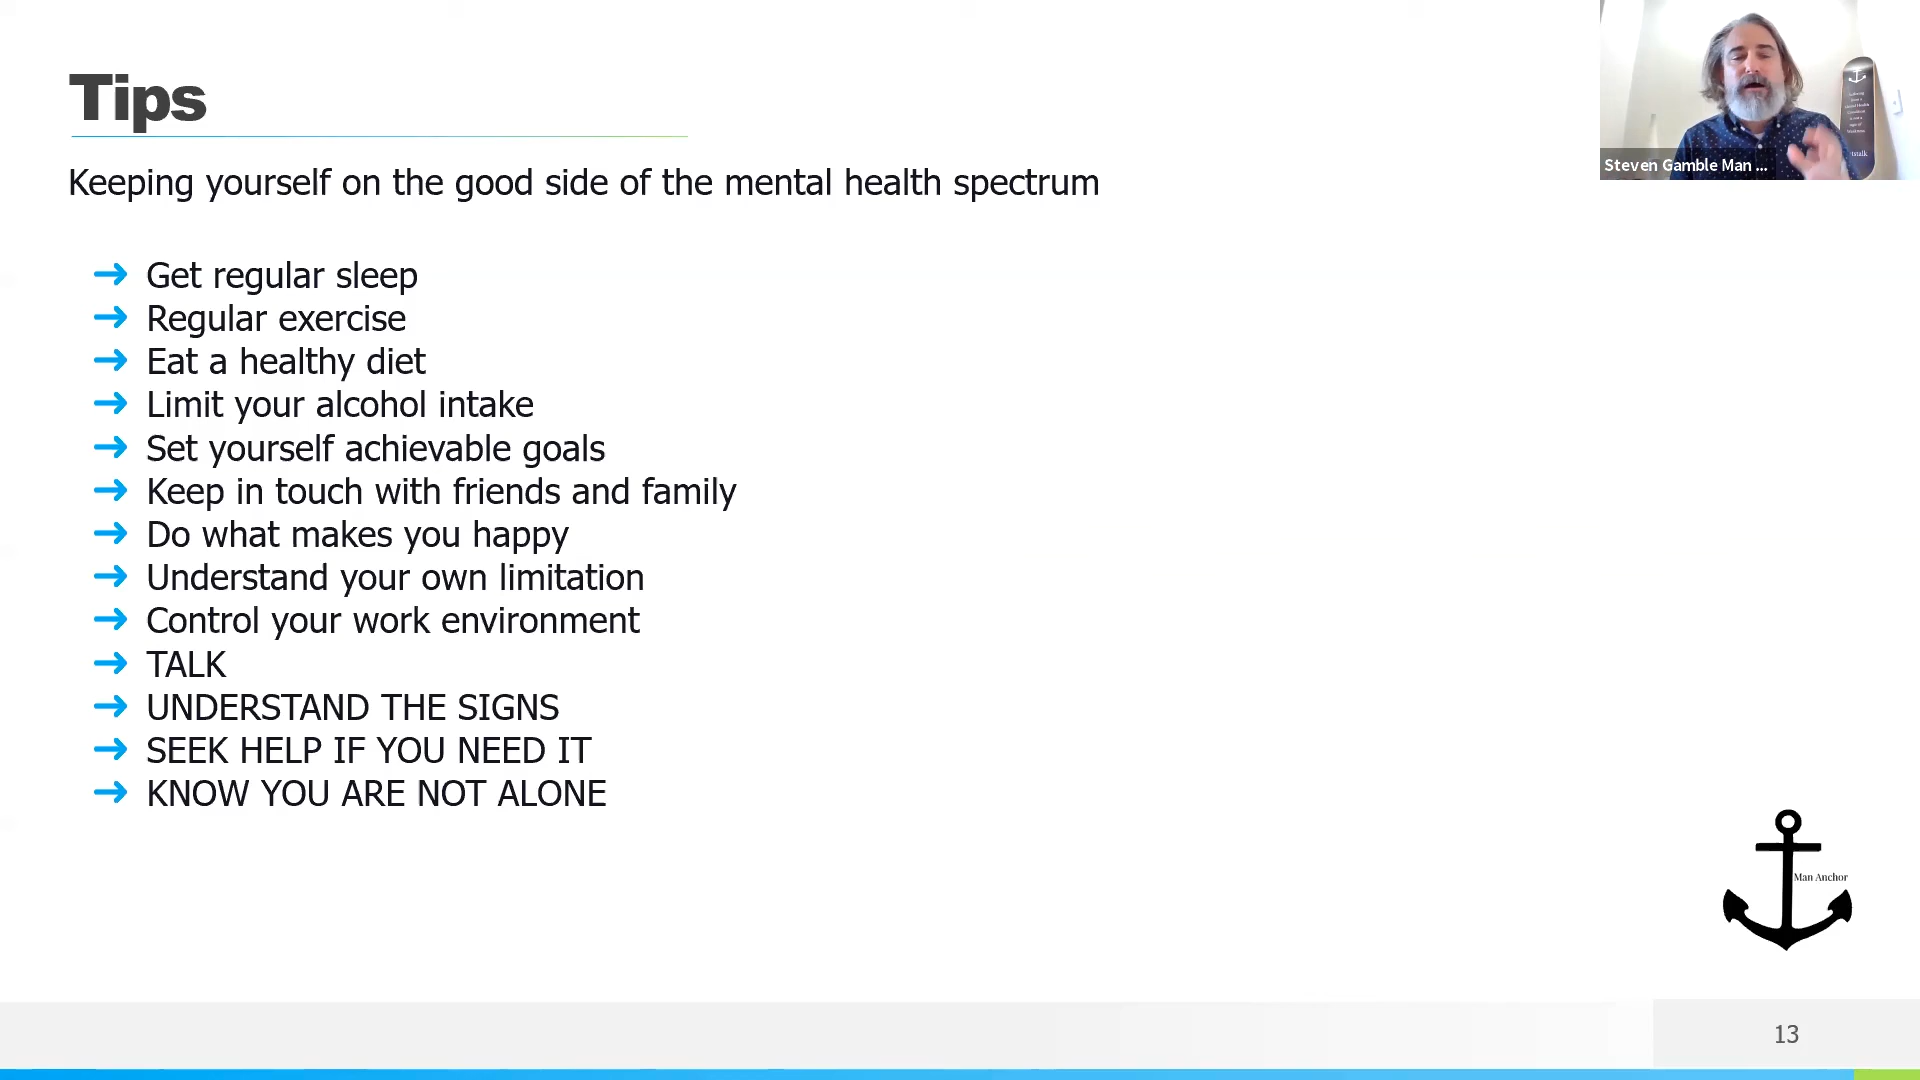 Tips
Keeping yourself on the good side of the mental health spectrum
Get regular sleep
Regular exercise
Eat a healthy diet
Limit your alcohol intake
Set yourself achievable goals
Keep in touch with friends and family
Do what makes you happy
Understand your own limitation
Control your work environment
TALK
UNDERSTAND THE SIGNS
SEEK HELP IF YOU NEED IT
KNOW YOU ARE NOT ALONE
Steven Gamble Man ...
Man Anchor
13